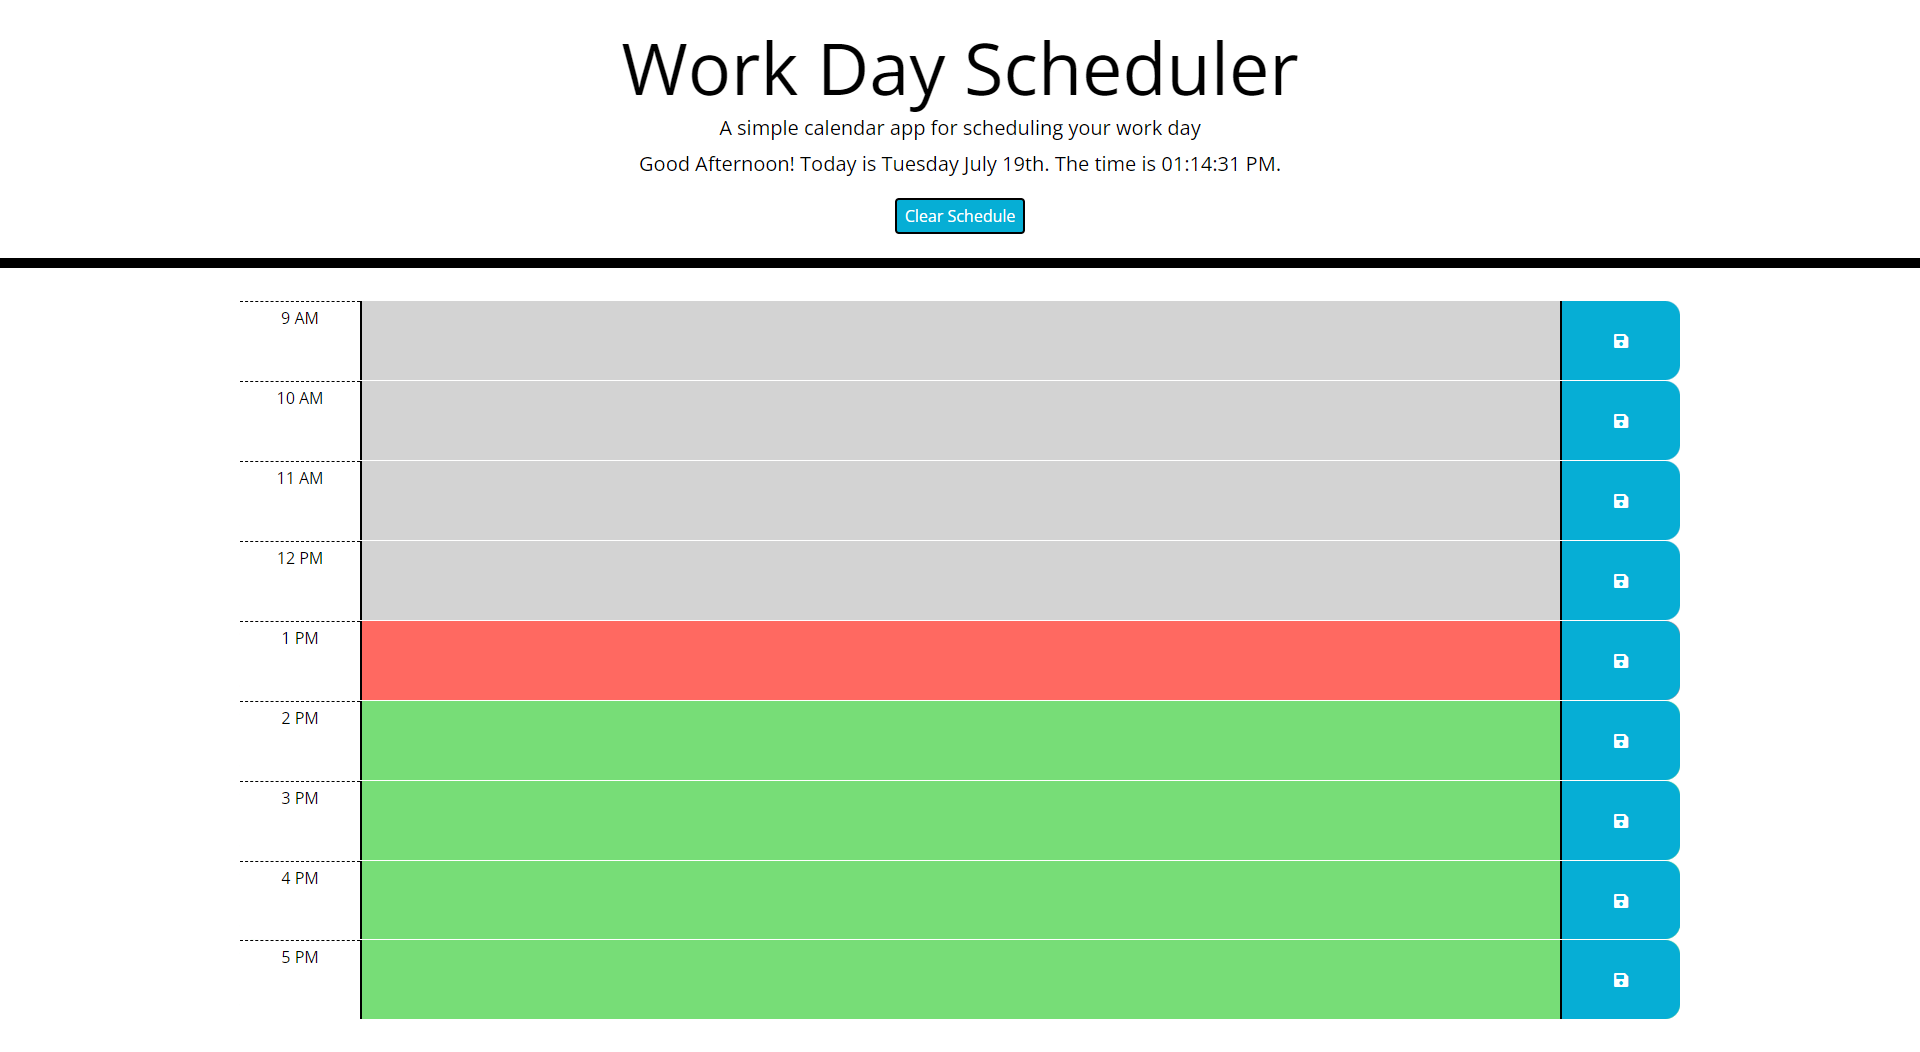 Work Day Scheduler
A simple calendar app for scheduling your work day
Good Afternoon! Today is Tuesday July 19th. The time is 01:14:31 PM.
Clear Schedule
9 AM
10 AM
11 AM
12 PM
1 PM
2 PM
3 PM
4 PM
5 PM